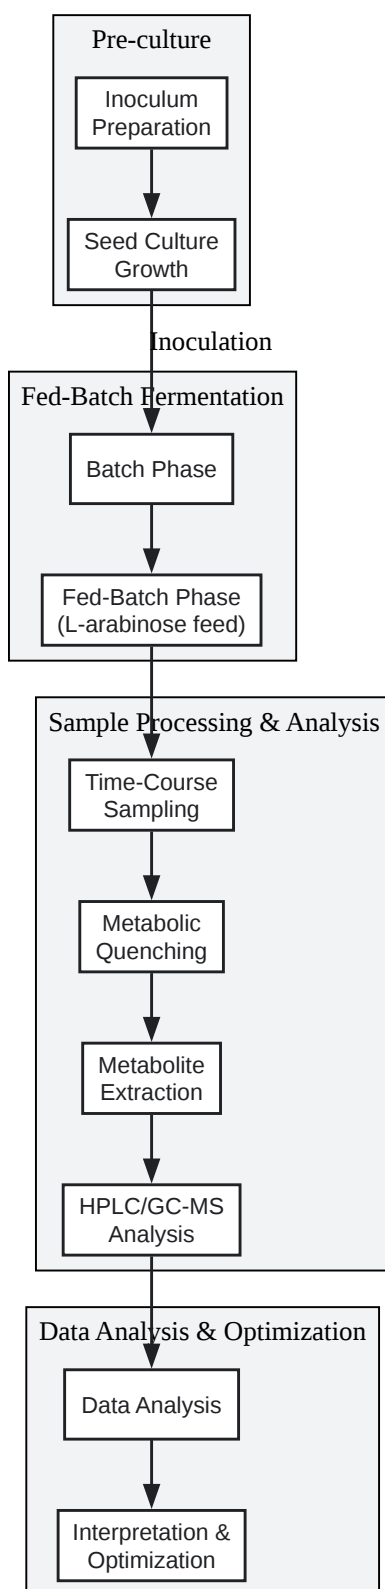 Pre-culture
Inoculum
Preparation
Seed Culture
Growth
Inoculation
Fed-Batch Fermentation
Batch Phase
Fed-Batch Phase
(L-arabinose feed)
Sample Processing & Analysis
Time-Course
Sampling
Metabolic
Quenching
Metabolite
Extraction
HPLC/GC-MS
Analysis
Data Analysis & Optimization
Data Analysis
Interpretation &
Optimization